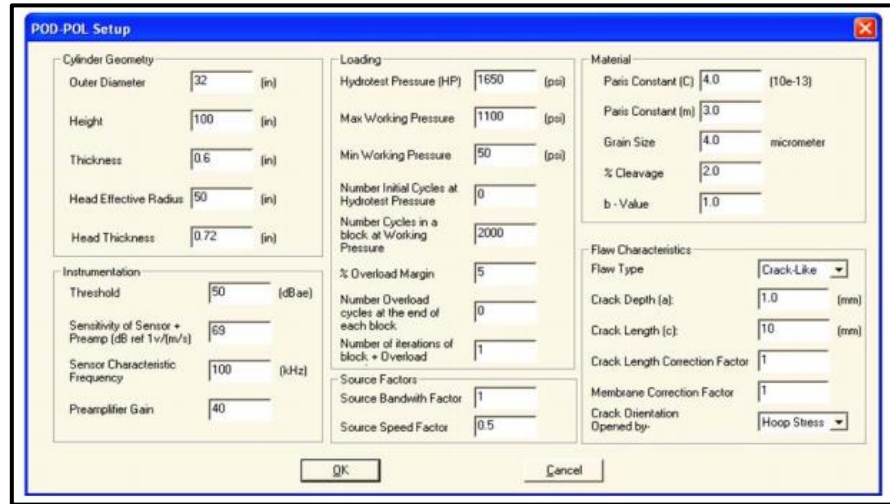 POD-POL Setup
Cylinder Geometry
Outer Diameter 32 (in)
Height 100 (in)
Thickness 0.6 (in)
Head Effective Radius 50 (in)
Head Thickness 0.72 (in)
Instrumentation
Threshold 50 (dBae)
Sensitivity of Sensor +
Preamp (dB ref 1v/(m/s) 69
Sensor Characteristic
Frequency 100 (kHz)
Preamplifier Gain 40
Loading
Hydrotest Pressure (HP) 1650 (psi)
Max Working Pressure 1100 (psi)
Min Working Pressure 50 (psi)
Number Initial Cycles at
Hydrotest Pressure 0
Number Cycles in a
block at Working
Pressure 2000
% Overload Margin 5
Number Overload
cycles at the end of
each block 0
Number of iterations of
block + Overload 1
Source Factors
Source Bandwith Factor 1
Source Speed Factor 0.5
Material
Paris Constant (C) 4.0 (10e-13)
Paris Constant (m) 3.0
Grain Size 4.0 micrometer
% Cleavage 2.0
b - Value 1.0
Flaw Characteristics
Flaw Type Crack-Like
Crack Depth (a): 1.0 (mm)
Crack Length (c): 10 (mm)
Crack Length Correction Factor 1
Membrane Correction Factor 1
Crack Orientation
Opened by- Hoop Stress
OK
Cancel